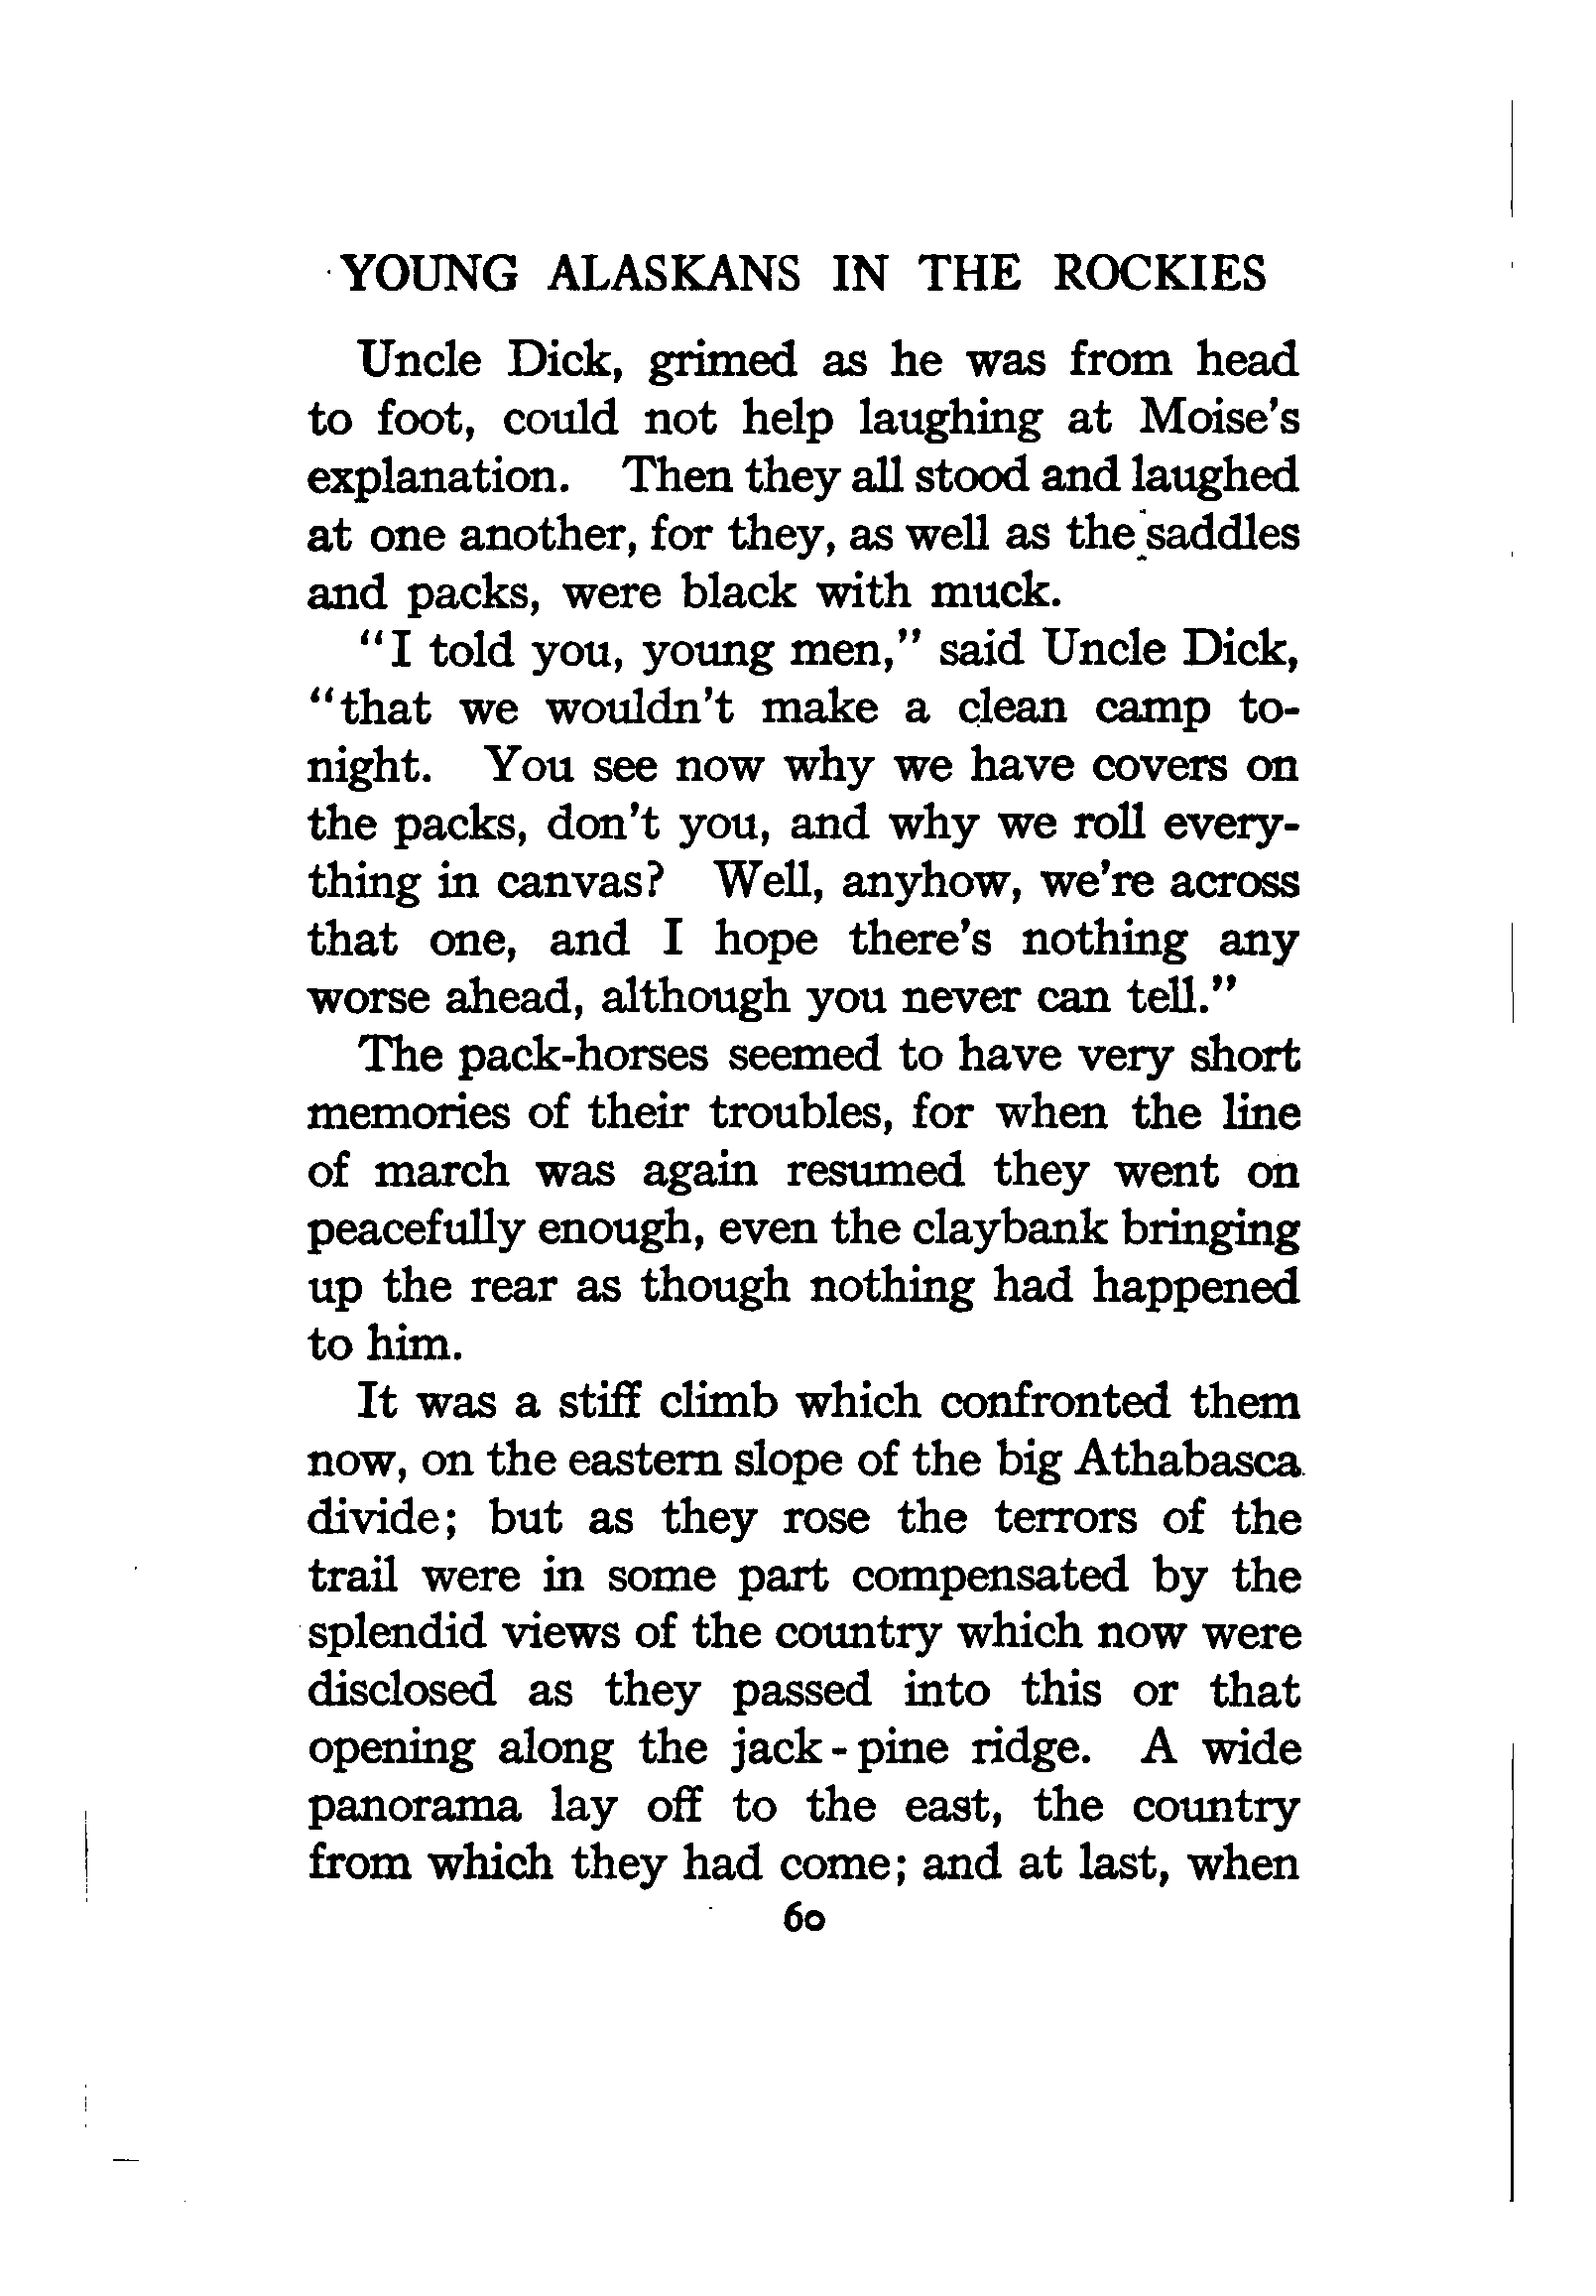 YOUNG ALASKANS IN THE ROCKIES
Uncle Dick, grimed as he was from head
to foot, could not help laughing at Moise's
explanation. Then they all stood and laughed
at one another, for they, as well as the saddles
and packs, were black with muck.
"I told you, young men," said Uncle Dick,
"that we wouldn't make a clean camp to-
night. You see now why we have covers on
the packs, don't you, and why we roll every-
thing in canvas? Well, anyhow, we're across
that one, and I hope there's nothing any
worse ahead, although you never can tell."
The pack-horses seemed to have very short
memories of their troubles, for when the line
of march was again resumed they went on
peacefully enough, even the claybank bringing
up the rear as though nothing had happened
to him.
It was a stiff climb which confronted them
now, on the eastern slope of the big Athabasca
divide; but as they rose the terrors of the
trail were in some part compensated by the
splendid views of the country which now were
disclosed as they passed into this or that
opening along the jack-pine ridge. A wide
panorama lay off to the east, the country
from which they had come; and at last, when
60